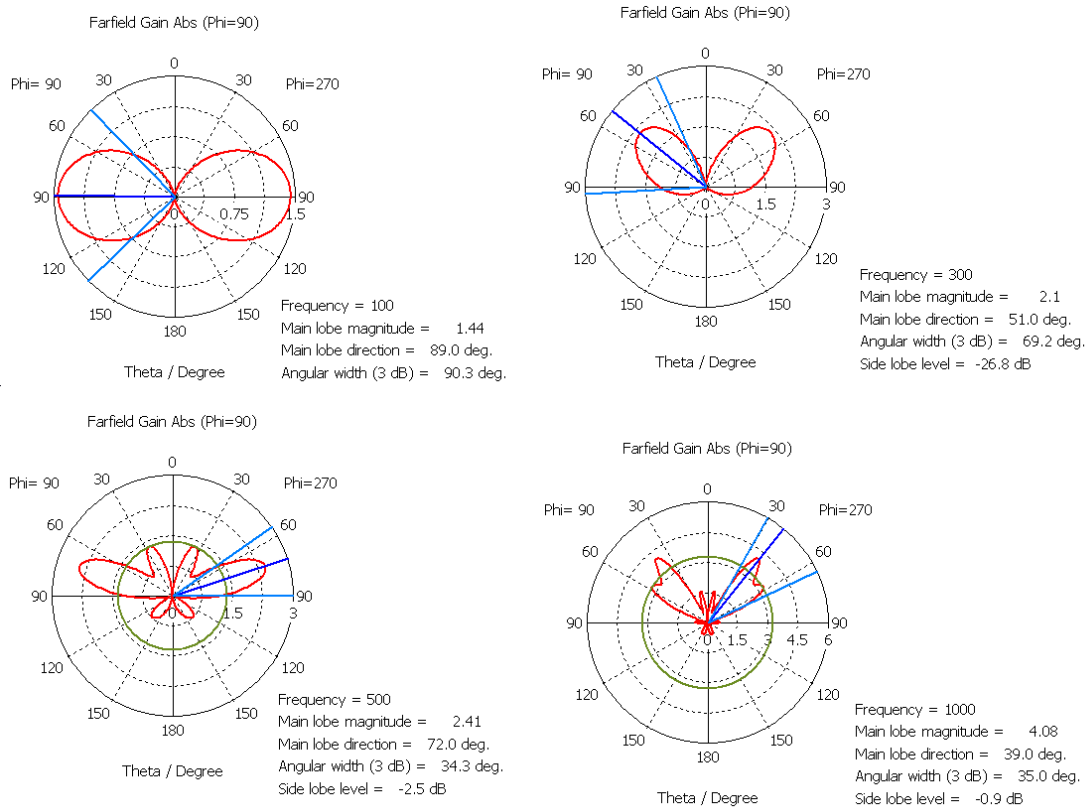 Farfield Gain Abs (Phi=90)
0
Phi= 90 30 30 Phi=270
60 60
90 0 0.75 1.5 90
120 120
150 150
180
Frequency = 100
Main lobe magnitude = 1.44
Main lobe direction = 89.0 deg.
Angular width (3 dB) = 90.3 deg.
Theta / Degree
Farfield Gain Abs (Phi=90)
0
Phi= 90 30 30 Phi=270
60 60
90 0 1.5 3 90
120 120
150 150
180
Frequency = 300
Main lobe magnitude = 2.1
Main lobe direction = 51.0 deg.
Angular width (3 dB) = 69.2 deg.
Side lobe level = -26.8 dB
Theta / Degree
Farfield Gain Abs (Phi=90)
0
Phi= 90 30 30 Phi=270
60 60
90 0 1.5 3 90
120 120
150 150
180
Frequency = 500
Main lobe magnitude = 2.41
Main lobe direction = 72.0 deg.
Angular width (3 dB) = 34.3 deg.
Side lobe level = -2.5 dB
Theta / Degree
Farfield Gain Abs (Phi=90)
0
Phi= 90 30 30 Phi=270
60 60
90 0 1.5 3 4.5 6 90
120 120
150 150
180
Frequency = 1000
Main lobe magnitude = 4.08
Main lobe direction = 39.0 deg.
Angular width (3 dB) = 35.0 deg.
Side lobe level = -0.9 dB
Theta / Degree